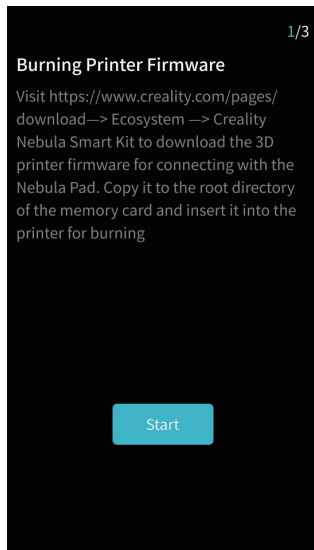 1/3
Burning Printer Firmware
Visit https://www.creality.com/pages/
download—> Ecosystem —> Creality
Nebula Smart Kit to download the 3D
printer firmware for connecting with the
Nebula Pad. Copy it to the root directory
of the memory card and insert it into the
printer for burning
Start